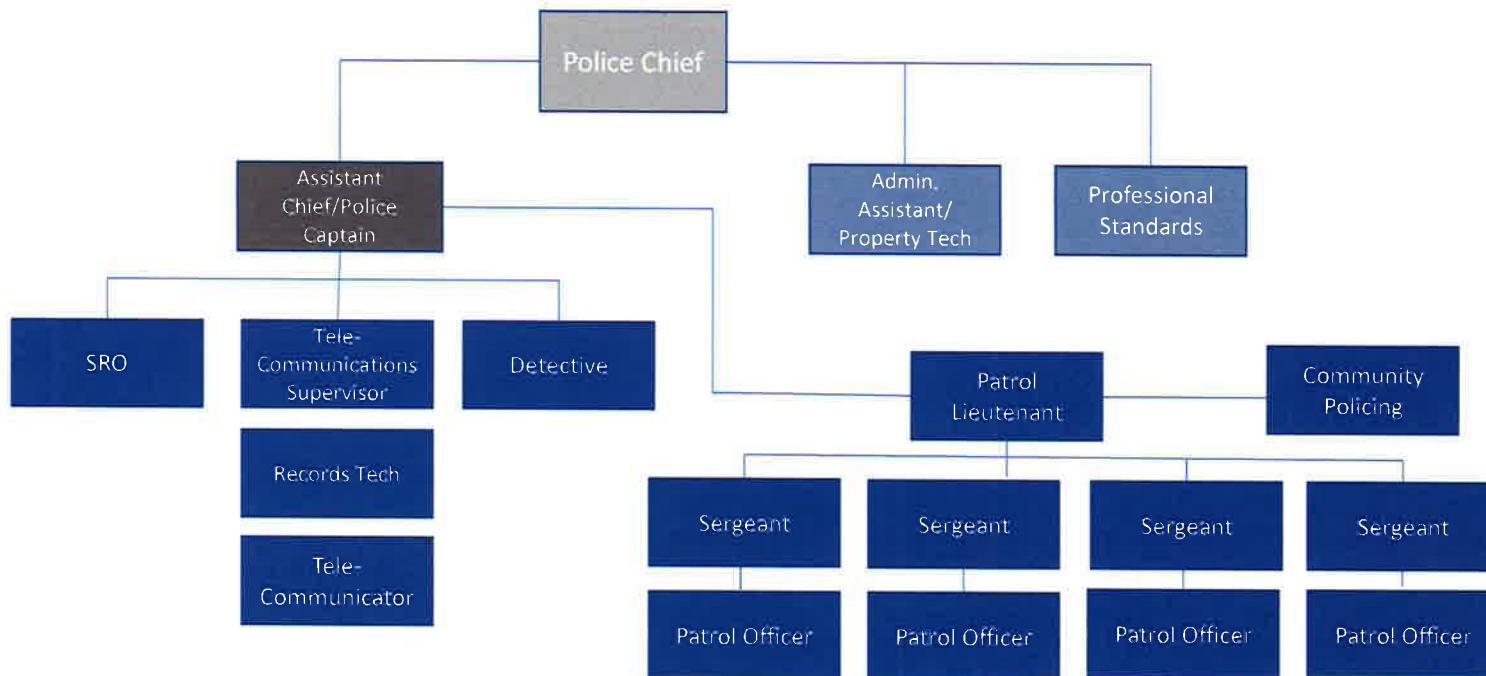 Police Chief
Assistant
Chief/Police
Captain
Admin.
Assistant/
Property Tech
Professional
Standards
SRO
Tele-
Communications
Supervisor
Detective
Patrol
Lieutenant
Community
Policing
Records Tech
Tele-
Communicator
Sergeant
Sergeant
Sergeant
Sergeant
Patrol Officer
Patrol Officer
Patrol Officer
Patrol Officer